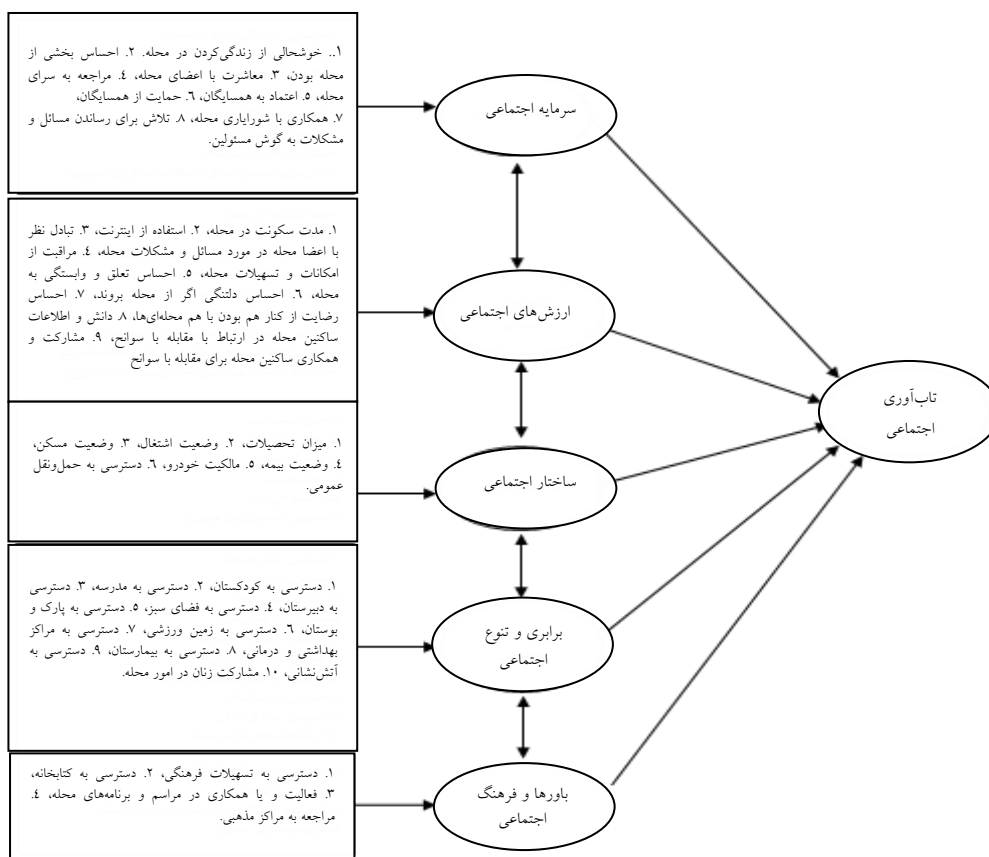 ۱.. خوشحالی از زندگی‌کردن در محله. ۲. احساس بخشی از
محله بودن، ۳. معاشرت با اعضای محله، ٤. مراجعه به سرای
محله، ٥. اعتماد به همسایگان، ٦. حمایت از همسایگان،
۷. همکاری با شورایاری محله، ۸. تلاش برای رساندن مسائل و
مشکلات به گوش مسئولین.
سرمایه اجتماعی
۱. مدت سکونت در محله، ۲. استفاده از اینترنت، ۳. تبادل نظر
با اعضا محله در مورد مسائل و مشکلات محله، ٤. مراقبت از
امکانات و تسهیلات محله، ٥. احساس تعلق و وابستگی به
محله، ٦. احساس دلتنگی اگر از محله بروند، ۷. احساس
رضایت از کنار هم بودن با هم محله‌ای‌ها، ۸. دانش و اطلاعات
ساکنین محله در ارتباط با مقابله با سوانح، ۹. مشارکت و
همکاری ساکنین محله برای مقابله با سوانح
ارزش‌های اجتماعی
۱. میزان تحصیلات، ۲. وضعیت اشتغال، ۳. وضعیت مسکن،
٤. وضعیت بیمه، ٥. مالکیت خودرو، ٦. دسترسی به حمل‌ونقل
عمومی.
ساختار اجتماعی
۱. دسترسی به کودکستان، ۲. دسترسی به مدرسه، ۳. دسترسی
به دبیرستان، ٤. دسترسی به فضای سبز، ٥. دسترسی به پارک و
بوستان، ٦. دسترسی به زمین ورزشی، ۷. دسترسی به مراکز
بهداشتی و درمانی، ۸. دسترسی به بیمارستان، ۹. دسترسی به
آتش‌نشانی، ۱۰. مشارکت زنان در امور محله.
برابری و تنوع
اجتماعی
۱. دسترسی به تسهیلات فرهنگی، ۲. دسترسی به کتابخانه،
۳. فعالیت و یا همکاری در مراسم و برنامه‌های محله، ٤.
مراجعه به مراکز مذهبی.
باورها و فرهنگ
اجتماعی
تاب‌آوری
اجتماعی